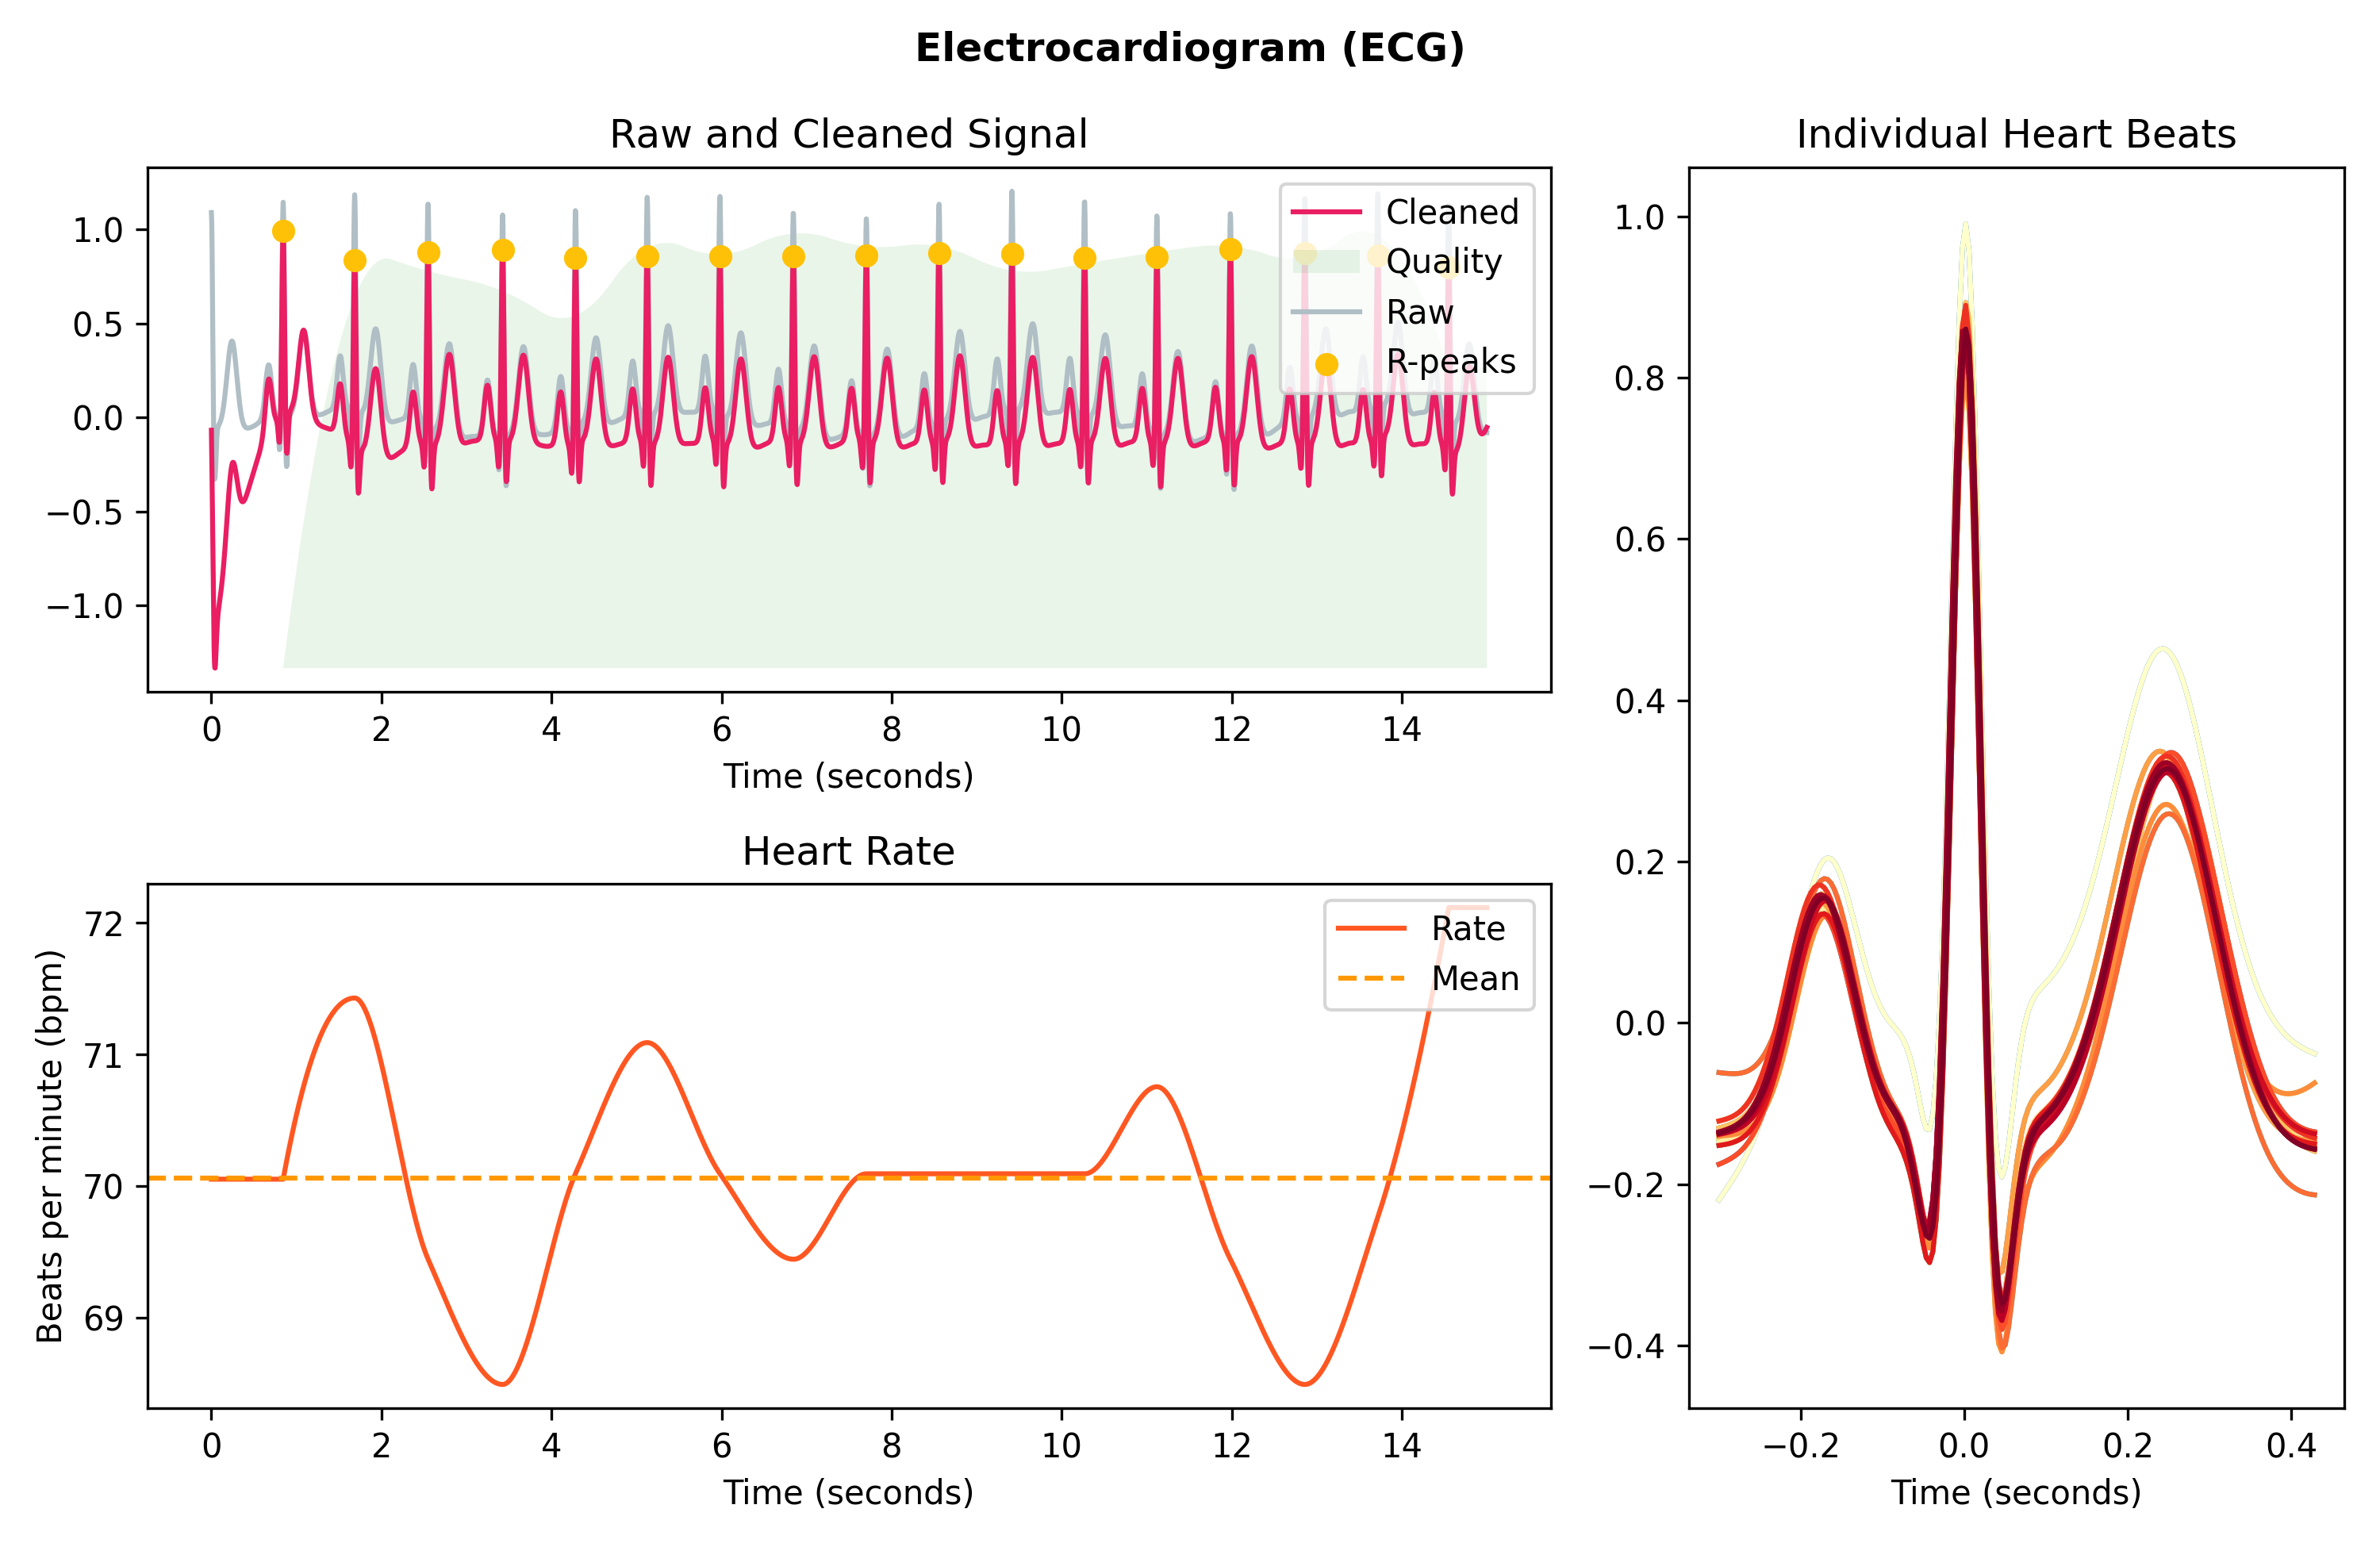 Electrocardiogram (ECG)
Raw and Cleaned Signal
1.0
0.5
0.0
−0.5
−1.0
Cleaned
Quality
Raw
R-peaks
0 2 4 6 8 10 12 14
Time (seconds)
Heart Rate
Beats per minute (bpm)
72
71
70
69
Rate
Mean
0 2 4 6 8 10 12 14
Time (seconds)
Individual Heart Beats
1.0
0.8
0.6
0.4
0.2
0.0
−0.2
−0.4
−0.2 0.0 0.2 0.4
Time (seconds)